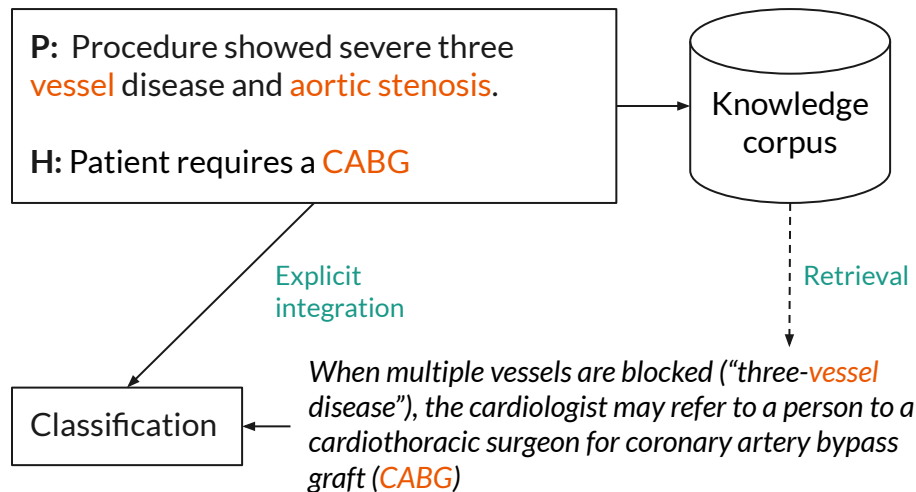 P: Procedure showed severe three
vessel disease and aortic stenosis.
H: Patient requires a CABG
Knowledge
corpus
Explicit
integration
Retrieval
When multiple vessels are blocked (“three-vessel
disease”), the cardiologist may refer to a person to a
cardiothoracic surgeon for coronary artery bypass
graft (CABG)
Classification